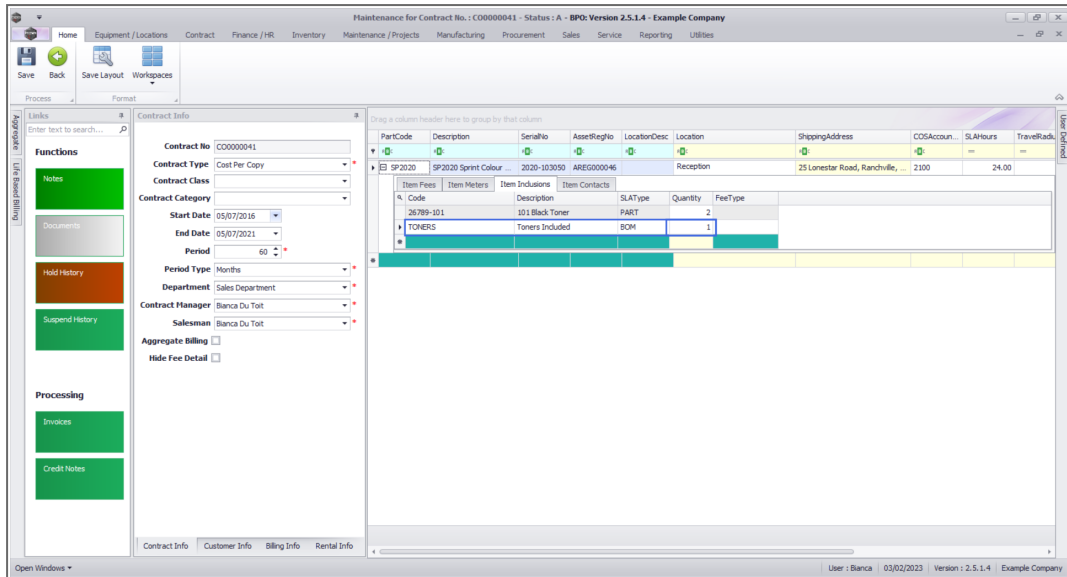 Maintenance for Contract No. : CO0000041 - Status : A - BPO: Version 2.5.1.4 - Example Company
Home Equipment / Locations Contract Finance / HR Inventory Maintenance / Projects Manufacturing Procurement Sales Service Reporting Utilities
Save Back Save Layout Workspaces
Process Format
Aggregate
Life Based Billing
Links
Enter text to search...
Functions
Notes
Documents
Hold History
Suspend History
Processing
Invoices
Credit Notes
Contract Info
Contract No CO0000041
Contract Type Cost Per Copy *
Contract Class
Contract Category
Start Date 05/07/2016
End Date 05/07/2021
Period 60 *
Period Type Months *
Department Sales Department *
Contract Manager Bianca Du Toit *
Salesman Bianca Du Toit *
Aggregate Billing
Hide Fee Detail
Contract Info Customer Info Billing Info Rental Info
Drag a column header here to group by that column
PartCode Description SerialNo AssetRegNo LocationDesc Location ShippingAddress COSAccoun... SLAHours TravelRadiu
SP2020 SP2020 Sprint Colour ... 2020-103050 AREG000046 Reception 25 Lonestar Road, Ranchville, ... 2100 24.00
Item Fees Item Meters Item Inclusions Item Contacts
Code Description SLAType Quantity FeeType
26789-101 101 Black Toner PART 2
TONERS Toners Included BOM 1
User Defined
Open Windows User : Bianca 03/02/2023 Version : 2.5.1.4 Example Company